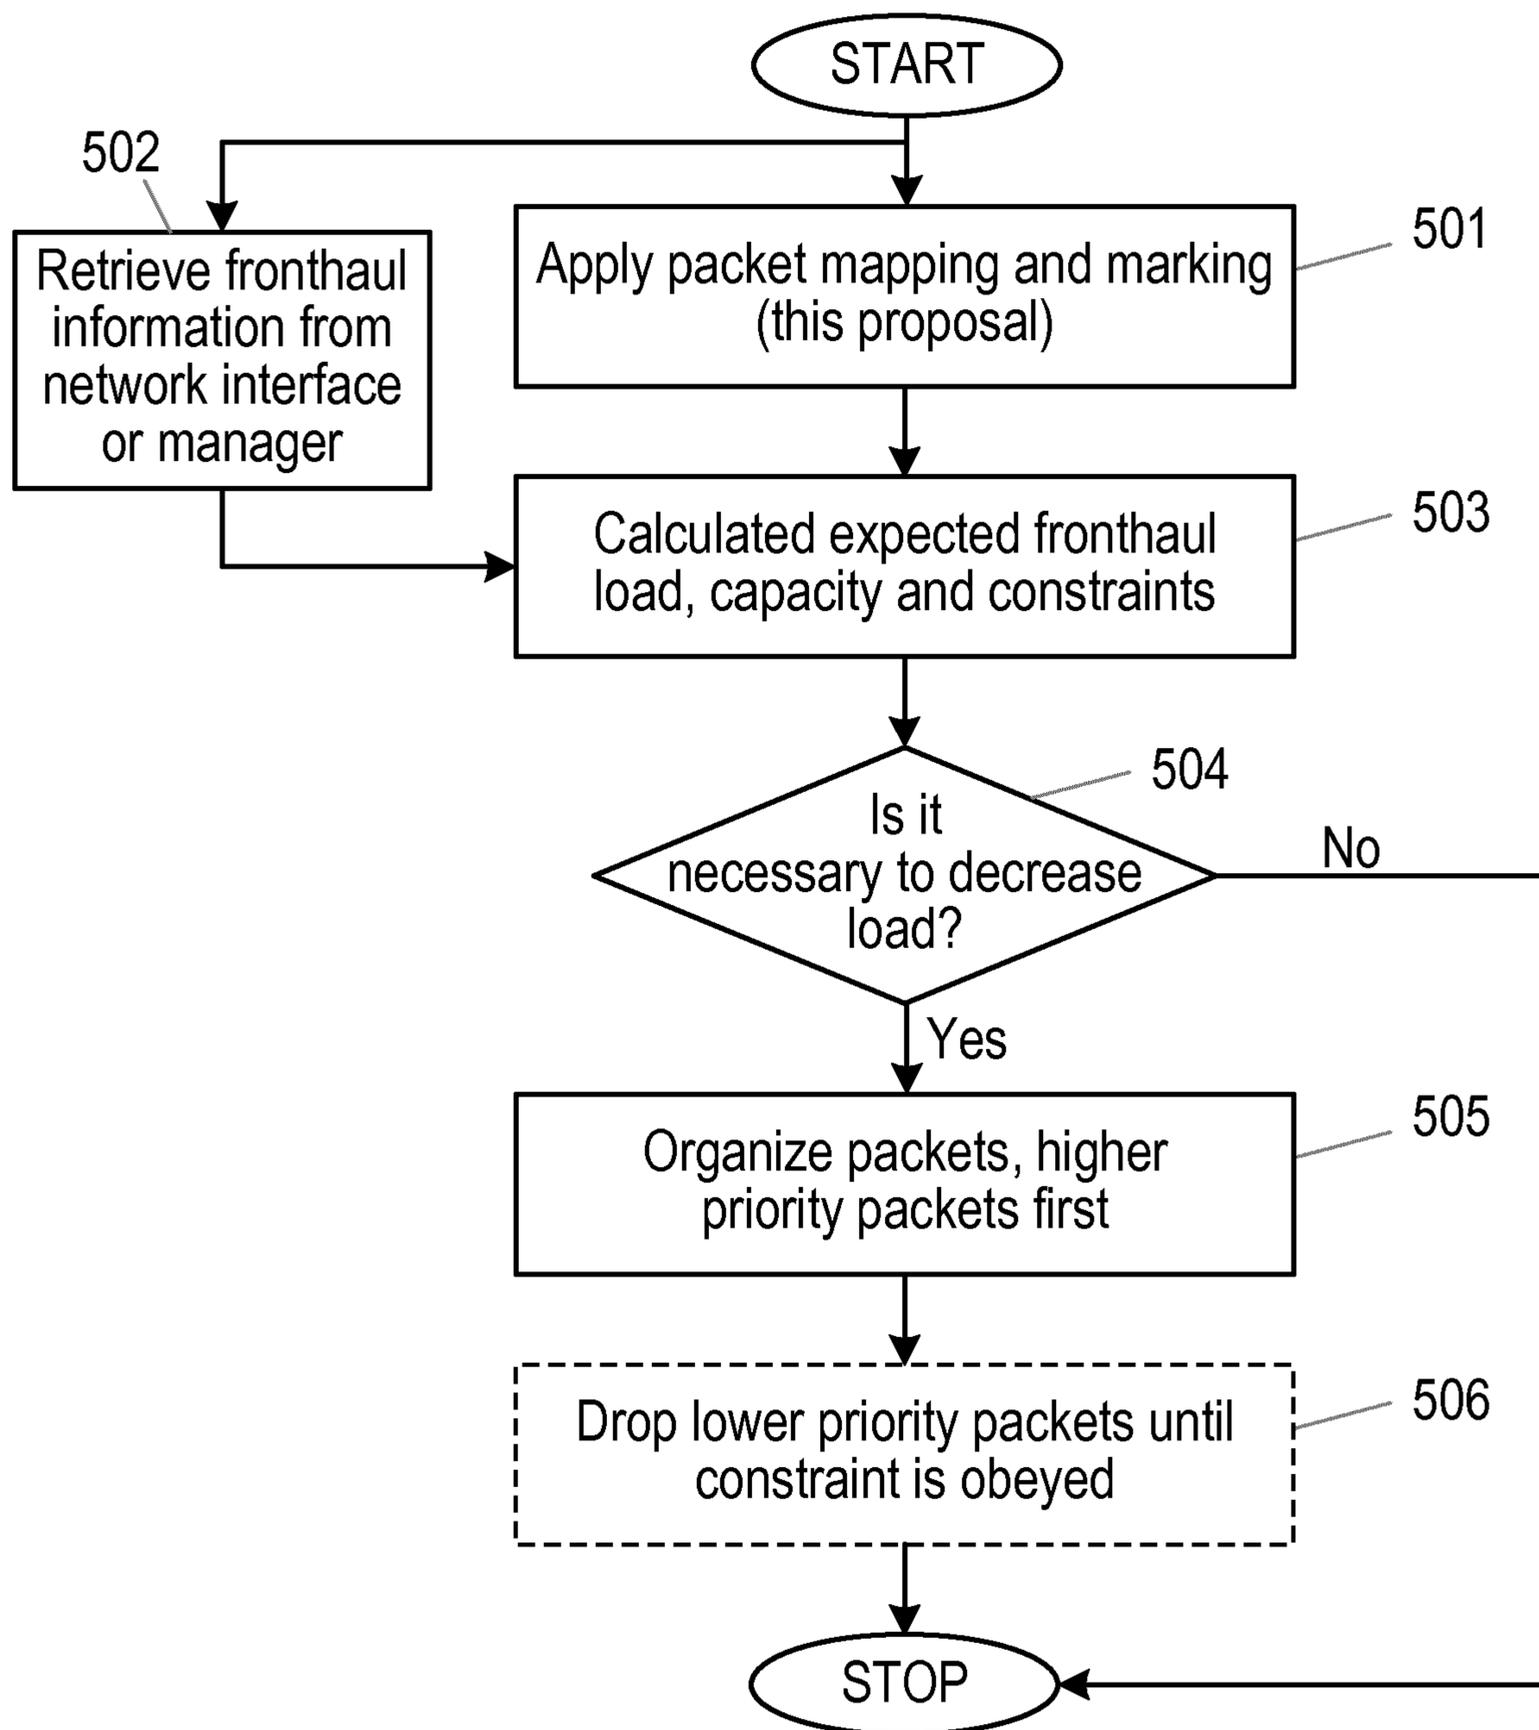 START
502
Retrieve fronthaul
information from
network interface
or manager
501
Apply packet mapping and marking
(this proposal)
503
Calculated expected fronthaul
load, capacity and constraints
504
Is it
necessary to decrease
load?
No
Yes
505
Organize packets, higher
priority packets first
506
Drop lower priority packets until
constraint is obeyed
STOP